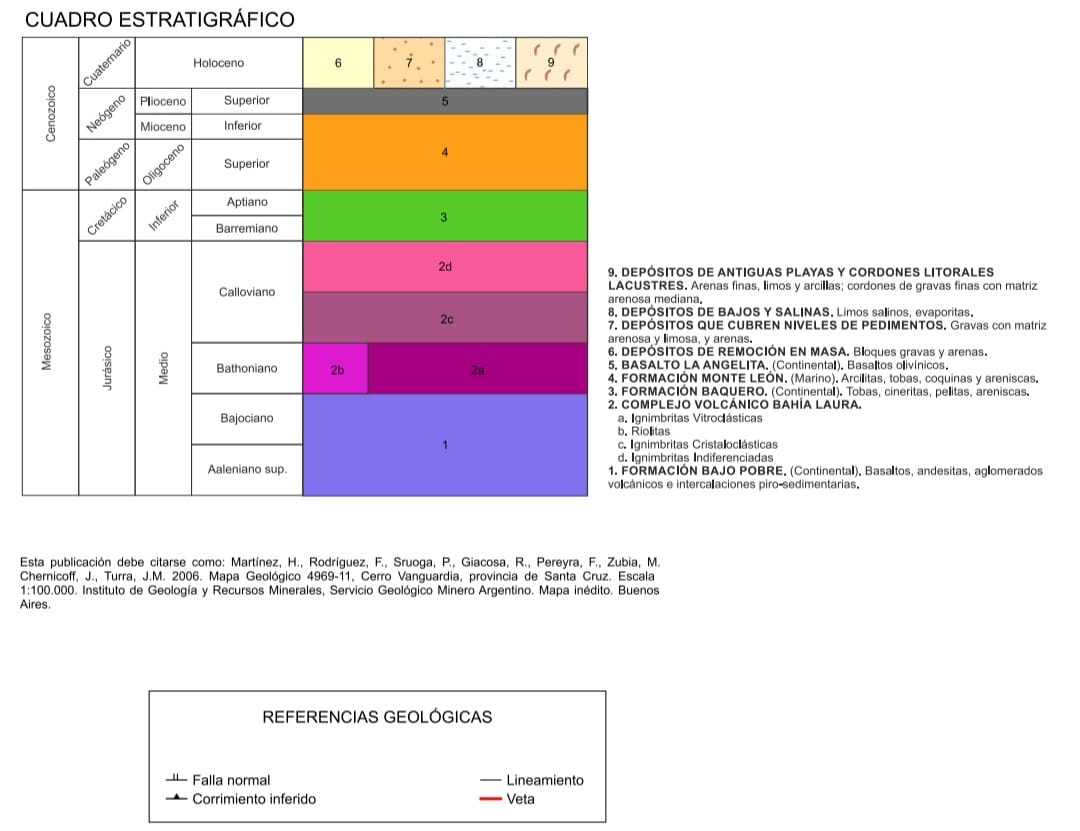 CUADRO ESTRATIGRÁFICO
Cenozoico
Cuaternario
Holoceno
6
7
8
9
Neógeno
Plioceno
Superior
5
Mioceno
Inferior
4
Paleógeno
Oligoceno
Superior
Mesozoico
Cretácico
Inferior
Aptiano
3
Barremiano
Jurásico
Medio
Calloviano
2d
2c
Bathoniano
2b
2a
Bajociano
1
Aaleniano sup.
9. DEPÓSITOS DE ANTIGUAS PLAYAS Y CORDONES LITORALES
LACUSTRES. Arenas finas, limos y arcillas; cordones de gravas finas con matriz
arenosa mediana.
8. DEPÓSITOS DE BAJOS Y SALINAS. Limos salinos, evaporitas.
7. DEPÓSITOS QUE CUBREN NIVELES DE PEDIMENTOS. Gravas con matriz
arenosa y limosa, y arenas.
6. DEPÓSITOS DE REMOCIÓN EN MASA. Bloques gravas y arenas.
5. BASALTO LA ANGELITA. (Continental). Basaltos olivínicos.
4. FORMACIÓN MONTE LEÓN. (Marino). Arcilitas, tobas, coquinas y areniscas.
3. FORMACIÓN BAQUERO. (Continental). Tobas, cineritas, pelitas, areniscas.
2. COMPLEJO VOLCÁNICO BAHÍA LAURA.
a. Ignimbritas Vitroclásticas
b. Riolitas
c. Ignimbritas Cristaloclásticas
d. Ignimbritas Indiferenciadas
1. FORMACIÓN BAJO POBRE. (Continental). Basaltos, andesitas, aglomerados
volcánicos e intercalaciones piro-sedimentarias.
Esta publicación debe citarse como: Martínez, H., Rodríguez, F., Sruoga, P., Giacosa, R., Pereyra, F., Zubia, M.
Chernicoff, J., Turra, J.M. 2006. Mapa Geológico 4969-11, Cerro Vanguardia, provincia de Santa Cruz. Escala
1:100.000. Instituto de Geología y Recursos Minerales, Servicio Geológico Minero Argentino. Mapa inédito. Buenos
Aires.
REFERENCIAS GEOLÓGICAS
Falla normal
Lineamiento
Corrimiento inferido
Veta